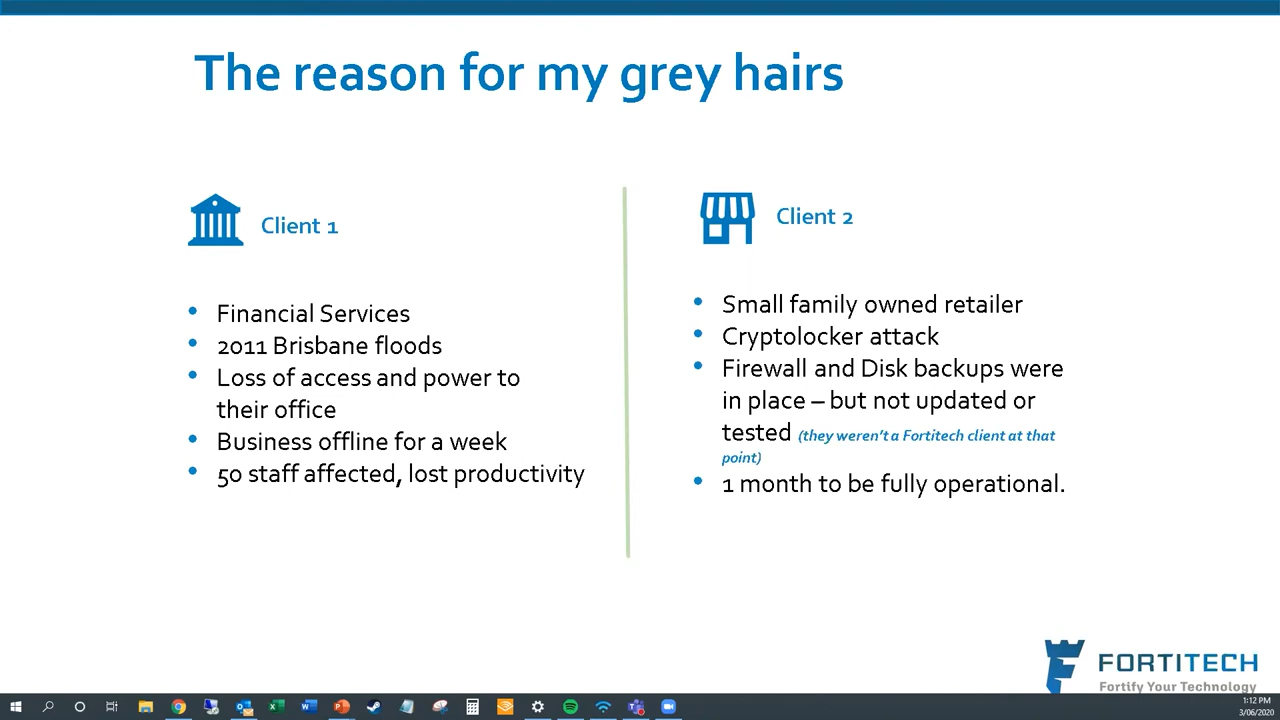 The reason for my grey hairs
Client 1
Financial Services
2011 Brisbane floods
Loss of access and power to
their office
Business offline for a week
50 staff affected, lost productivity
Client 2
Small family owned retailer
Cryptolocker attack
Firewall and Disk backups were
in place – but not updated or
tested (they weren't a Fortitech client at that
point)
1 month to be fully operational.
FORTITECH
Fortify Your Technology
1:12 PM
3/06/2020